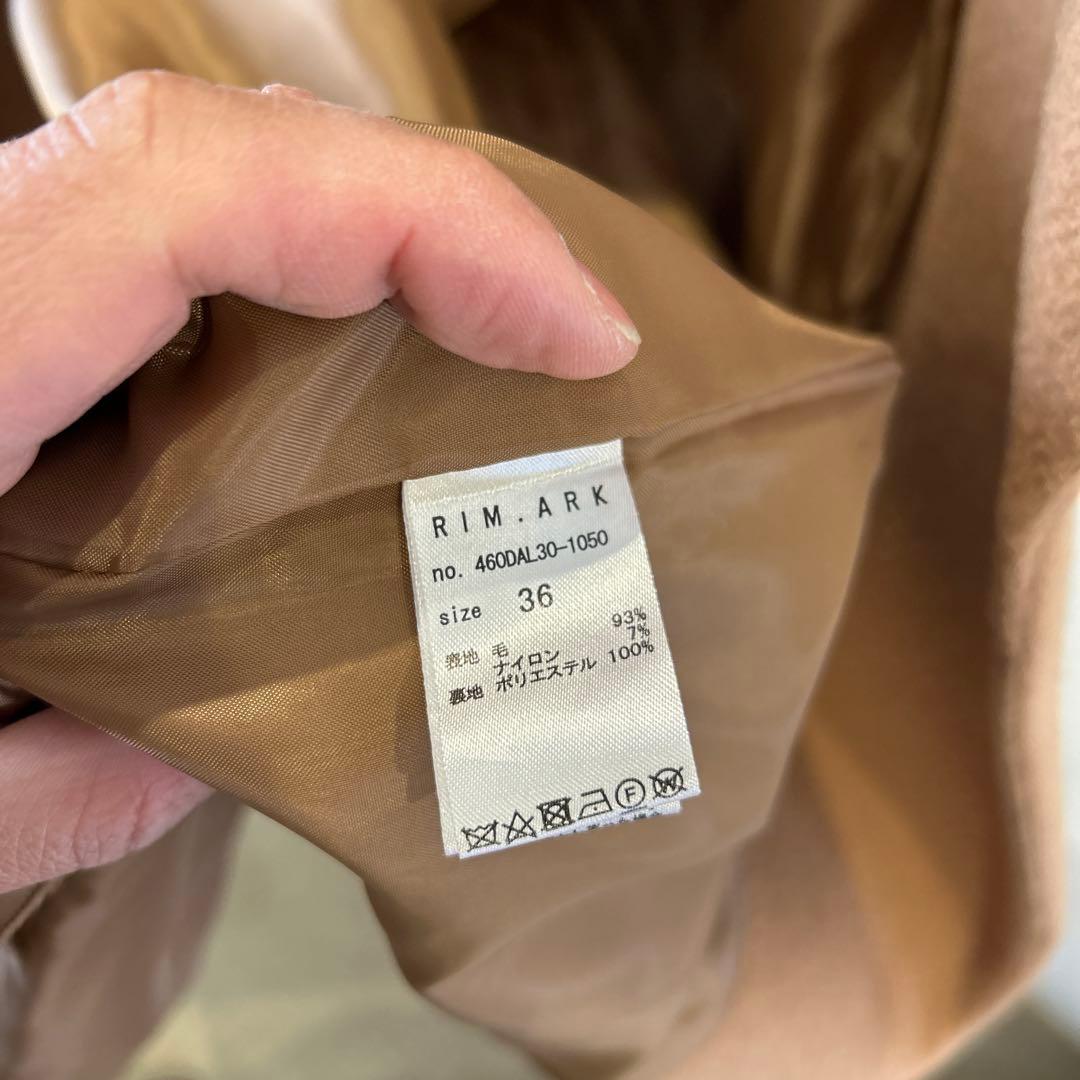 RIM.ARK
no. 460DAL30-1050
size 36
表地 毛 93%
ナイロン 7%
裏地 ポリエステル 100%
F W